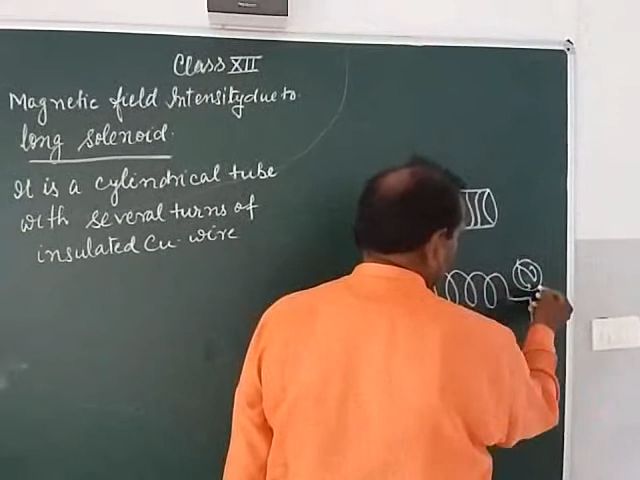 Class XII
Magnetic field Intensity due to
long solenoid.
It is a cylindrical tube
with several turns of
insulated Cu. wire